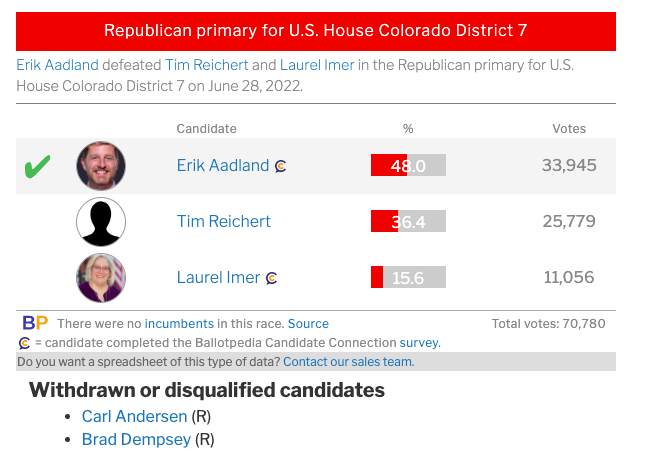 Republican primary for U.S. House Colorado District 7
Erik Aadland defeated Tim Reichert and Laurel Imer in the Republican primary for U.S.
House Colorado District 7 on June 28, 2022.
Candidate % Votes
Erik Aadland 48.0 33,945
Tim Reichert 36.4 25,779
Laurel Imer 15.6 11,056
BP There were no incumbents in this race. Source Total votes: 70,780
= candidate completed the Ballotpedia Candidate Connection survey.
Do you want a spreadsheet of this type of data? Contact our sales team.
Withdrawn or disqualified candidates
• Carl Andersen (R)
• Brad Dempsey (R)